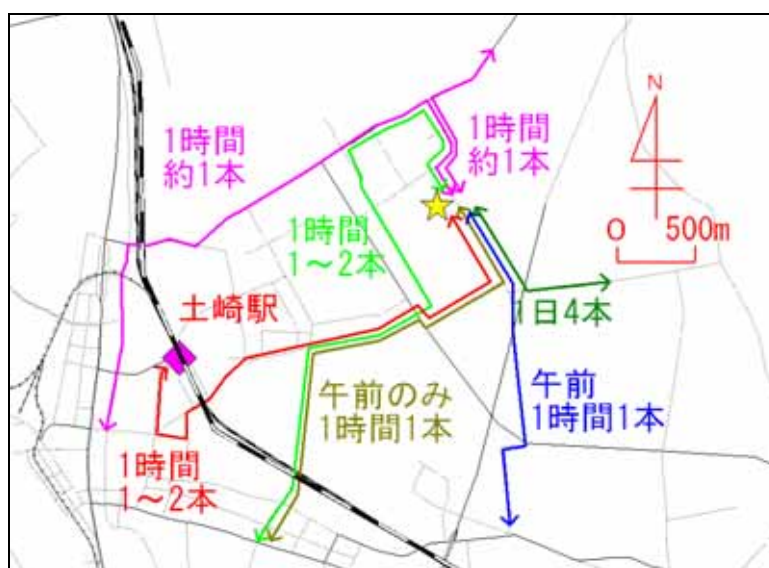 1時間
約1本
1時間
約1本
N
1時間
1～2本
0 500m
土崎駅
1日4本
午前のみ
1時間1本
午前
1時間1本
1時間
1～2本